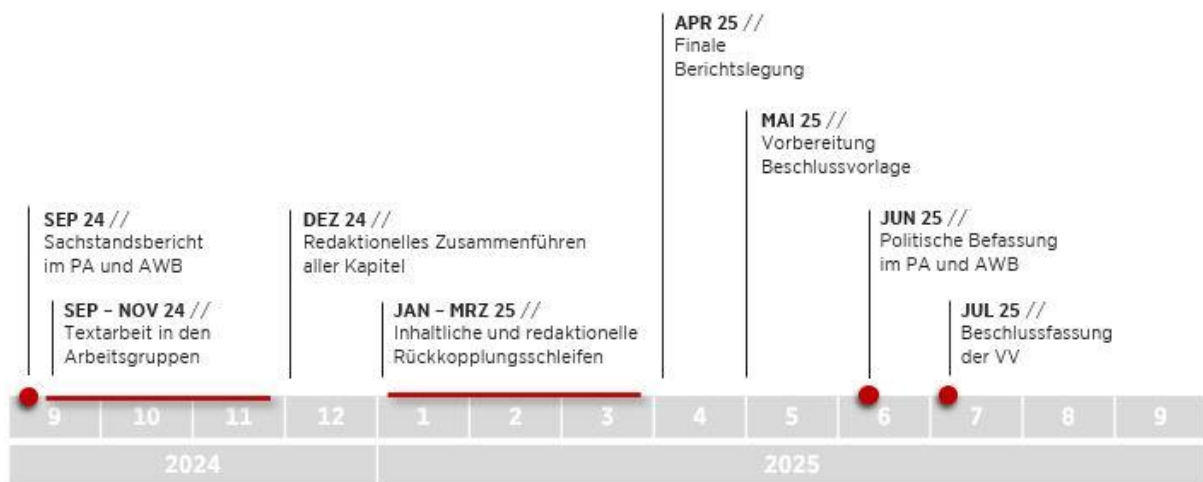 APR 25 //
Finale
Berichtslegung
MAI 25 //
Vorbereitung
Beschlussvorlage
SEP 24 //
Sachstandsbericht
im PA und AWB
DEZ 24 //
Redaktionelles Zusammenführen
aller Kapitel
JUN 25 //
Politische Befassung
im PA und AWB
SEP – NOV 24 //
Textarbeit in den
Arbeitsgruppen
JAN – MRZ 25 //
Inhaltliche und redaktionelle
Rückkopplungsschleifen
JUL 25 //
Beschlussfassung
der VV
9 10 11 12 1 2 3 4 5 6 7 8 9
2024 2025